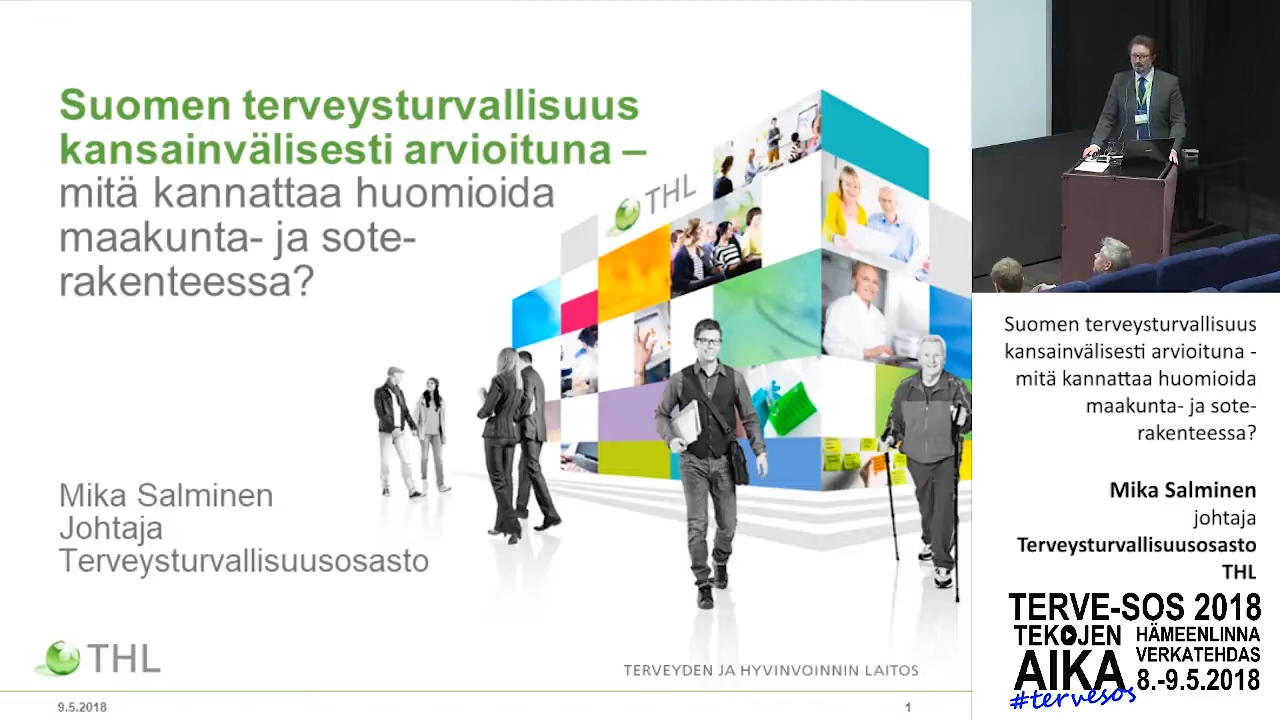 Suomen terveysturvallisuus
kansainvälisesti arvioituna –
mitä kannattaa huomioida
maakunta- ja sote-
rakenteessa?
THL
Mika Salminen
Johtaja
Terveysturvallisuusosasto
THL
TERVEYDEN JA HYVINVOINNIN LAITOS
9.5.2018
1
Suomen terveysturvallisuus
kansainvälisesti arvioituna -
mitä kannattaa huomioida
maakunta- ja sote-
rakenteessa?
Mika Salminen
johtaja
Terveysturvallisuusosasto
THL
TERVE-SOS 2018
TEKOJEN
AIKA
#tervesos
HÄMEENLINNA
VERKATEHDAS
8.-9.5.2018